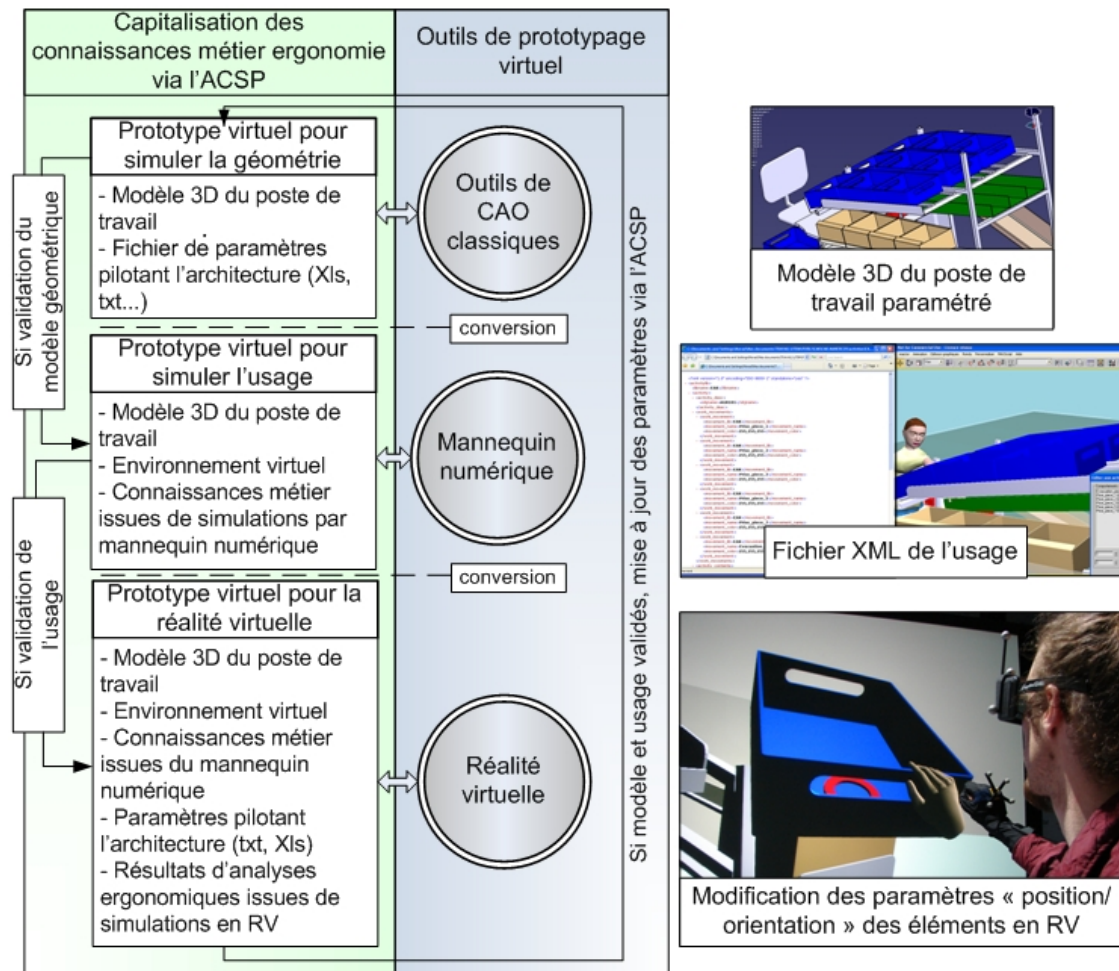 Capitalisation des
connaissances métier ergonomie
via l'ACSP
Outils de prototypage
virtuel
Prototype virtuel pour
simuler la géométrie
- Modèle 3D du poste de
travail
- Fichier de paramètres
pilotant l'architecture (Xls,
txt...)
Outils de
CAO
classiques
Si validation du
modèle géométrique
conversion
Prototype virtuel pour
simuler l'usage
- Modèle 3D du poste de
travail
- Environnement virtuel
- Connaissances métier
issues de simulations par
mannequin numérique
Mannequin
numérique
Si validation de
l'usage
conversion
Prototype virtuel pour la
réalité virtuelle
- Modèle 3D du poste de
travail
- Environnement virtuel
- Connaissances métier
issues du mannequin
numérique
- Paramètres pilotant
l'architecture (txt, Xls)
- Résultats d'analyses
ergonomiques issues de
simulations en RV
Réalité
virtuelle
Si modèle et usage validés, mise à jour des paramètres via l'ACSP
Modèle 3D du poste de
travail paramétré
Fichier XML de l'usage
Modification des paramètres « position/
orientation » des éléments en RV